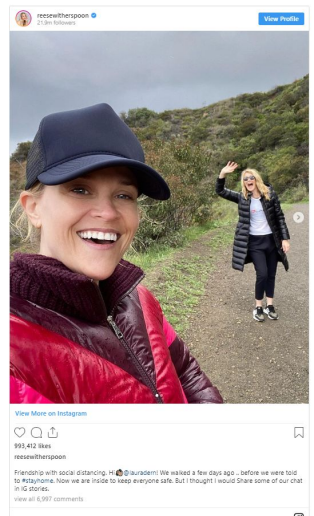 reesewitherspoon
21.9m followers
View Profile
View More on Instagram
993,412 likes
reesewitherspoon
Friendship with social distancing. Hi👩🏻@lauradern! We walked a few days ago .. before we were told
to #stayhome. Now we are inside to keep everyone safe. But I thought I would Share some of our chat
in IG stories.
view all 6,997 comments